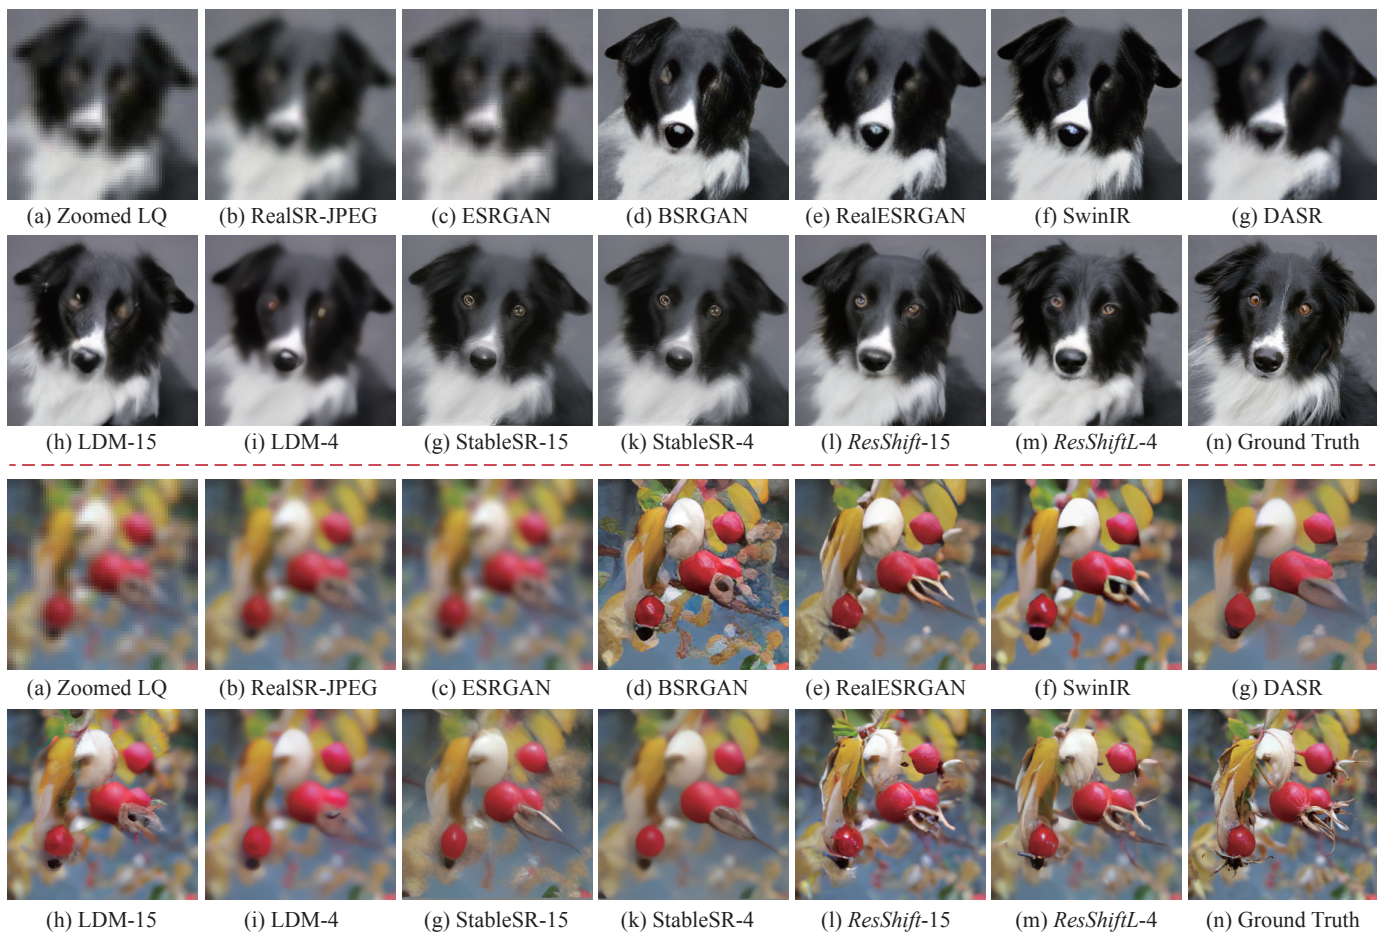 (a) Zoomed LQ (b) RealSR-JPEG (c) ESRGAN (d) BSRGAN (e) RealESRGAN (f) SwinIR (g) DASR
(h) LDM-15 (i) LDM-4 (g) StableSR-15 (k) StableSR-4 (l) ResShift-15 (m) ResShiftL-4 (n) Ground Truth
(a) Zoomed LQ (b) RealSR-JPEG (c) ESRGAN (d) BSRGAN (e) RealESRGAN (f) SwinIR (g) DASR
(h) LDM-15 (i) LDM-4 (g) StableSR-15 (k) StableSR-4 (l) ResShift-15 (m) ResShiftL-4 (n) Ground Truth